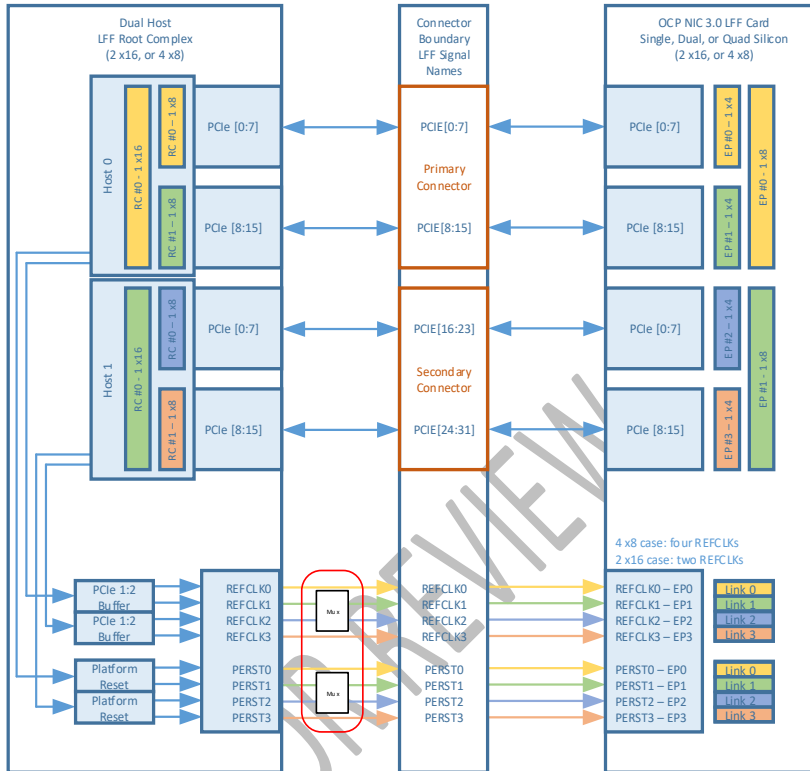 Dual Host
LFF Root Complex
(2 x16, or 4 x8)
Connector
Boundary
LFF Signal
Names
OCP NIC 3.0 LFF Card
Single, Dual, or Quad Silicon
(2 x16, or 4 x8)
Host 0
RC #0 – 1 x16
RC #0 – 1 x8
RC #1 – 1 x8
PCIe [0:7]
PCIe [8:15]
PCIE[0:7]
Primary
Connector
PCIE[8:15]
PCIe [0:7]
PCIe [8:15]
EP #0 – 1 x4
EP #1 – 1 x4
EP #0 - 1 x8
Host 1
RC #0 – 1 x16
RC #0 – 1 x8
RC #1 – 1 x8
PCIe [0:7]
PCIe [8:15]
PCIE[16:23]
Secondary
Connector
PCIE[24:31]
PCIe [0:7]
PCIe [8:15]
EP #2 – 1 x4
EP #3 – 1 x4
EP #1 - 1 x8
4 x8 case: four REFCLKs
2 x16 case: two REFCLKs
PCIe 1:2
Buffer
PCIe 1:2
Buffer
REFCLK0
REFCLK1
REFCLK2
REFCLK3
Mux
REFCLK0
REFCLK1
REFCLK2
REFCLK3
REFCLK0 – EP0
REFCLK1 – EP1
REFCLK2 – EP2
REFCLK3 – EP3
Link 0
Link 1
Link 2
Link 3
Platform
Reset
Platform
Reset
PERST0
PERST1
PERST2
PERST3
Mux
PERST0
PERST1
PERST2
PERST3
PERST0 – EP0
PERST1 – EP1
PERST2 – EP2
PERST3 – EP3
Link 0
Link 1
Link 2
Link 3
REVIEW